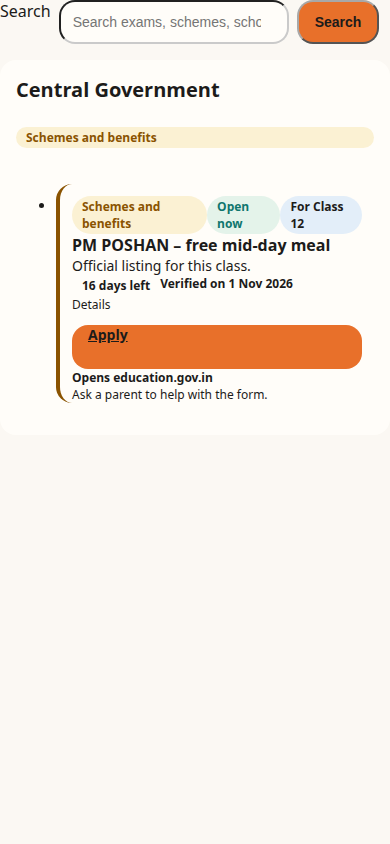 Search
Search exams, schemes, schc
Search
Central Government
Schemes and benefits
Schemes and
benefits
Open
now
For Class
12
PM POSHAN – free mid-day meal
Official listing for this class.
16 days left
Verified on 1 Nov 2026
Details
Apply
Opens education.gov.in
Ask a parent to help with the form.